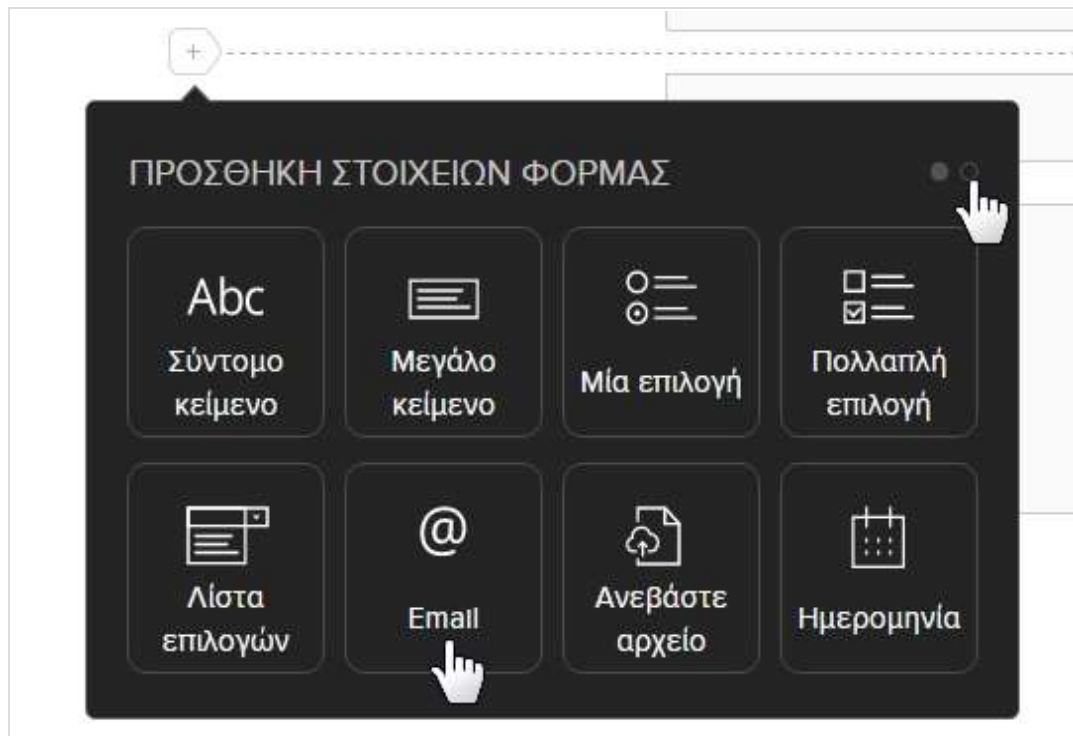 ΠΡΟΣΘΗΚΗ ΣΤΟΙΧΕΙΩΝ ΦΟΡΜΑΣ
Abc
Σύντομο
κείμενο
Μεγάλο
κείμενο
Μία επιλογή
Πολλαπλή
επιλογή
Λίστα
επιλογών
@
Email
Ανεβάστε
αρχείο
Ημερομηνία